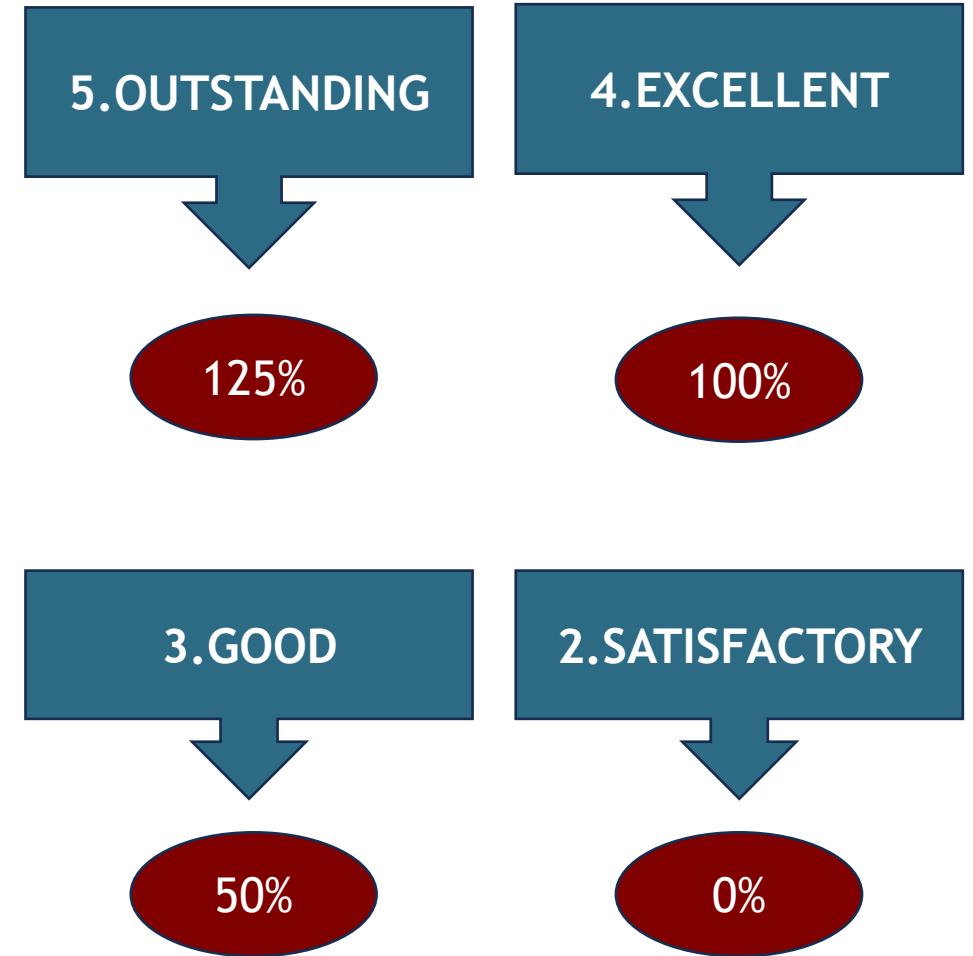 5.OUTSTANDING
4.EXCELLENT
125%
100%
3.GOOD
2.SATISFACTORY
50%
0%